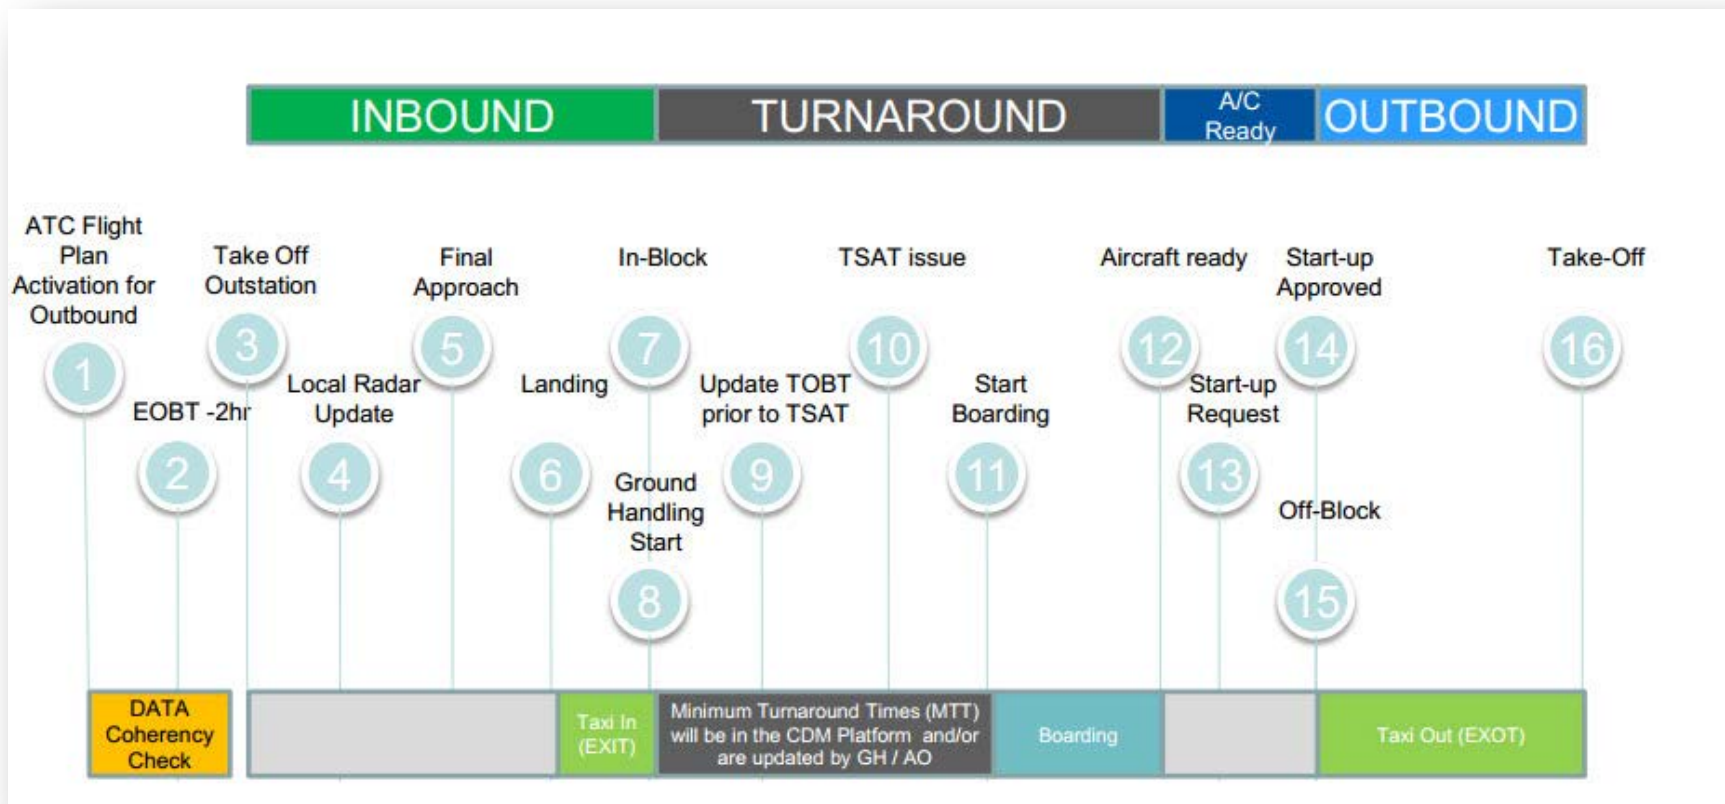 INBOUND
TURNAROUND
A/C
Ready
OUTBOUND
ATC Flight
Plan
Activation for
Outbound
1
EOBT -2hr
2
Take Off
Outstation
3
Local Radar
Update
4
Final
Approach
5
Landing
6
In-Block
7
Ground
Handling
Start
8
Update TOBT
prior to TSAT
9
TSAT issue
10
Start
Boarding
11
Aircraft ready
12
Start-up
Request
13
Start-up
Approved
14
Off-Block
15
Take-Off
16
DATA
Coherency
Check
Taxi In
(EXIT)
Minimum Turnaround Times (MTT)
will be in the CDM Platform and/or
are updated by GH / AO
Boarding
Taxi Out (EXOT)